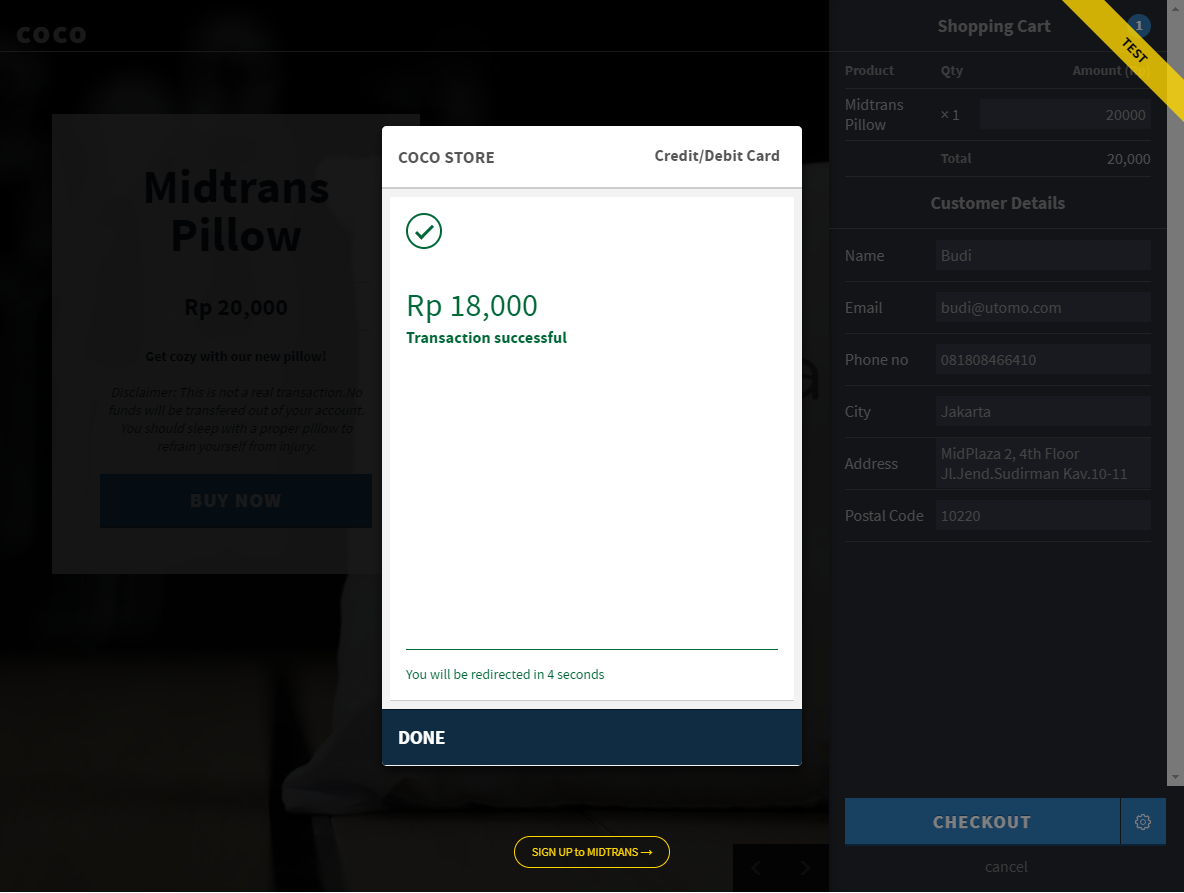 coco
Midtrans
Pillow
Rp 20,000
Get cozy with our new pillow!
Disclaimer: This is not a real transaction.No
funds will be transfered out of your account.
You should sleep with a proper pillow to
refrain yourself from injury.
BUY NOW
COCO STORE
Credit/Debit Card
Rp 18,000
Transaction successful
You will be redirected in 4 seconds
DONE
SIGN UP to MIDTRANS →
Shopping Cart
1
TEST
Product Qty Amount
Midtrans
Pillow
× 1 20000
Total 20,000
Customer Details
Name Budi
Email budi@utomo.com
Phone no 081808466410
City Jakarta
Address
MidPlaza 2, 4th Floor
Jl.Jend.Sudirman Kav.10-11
Postal Code 10220
CHECKOUT
cancel